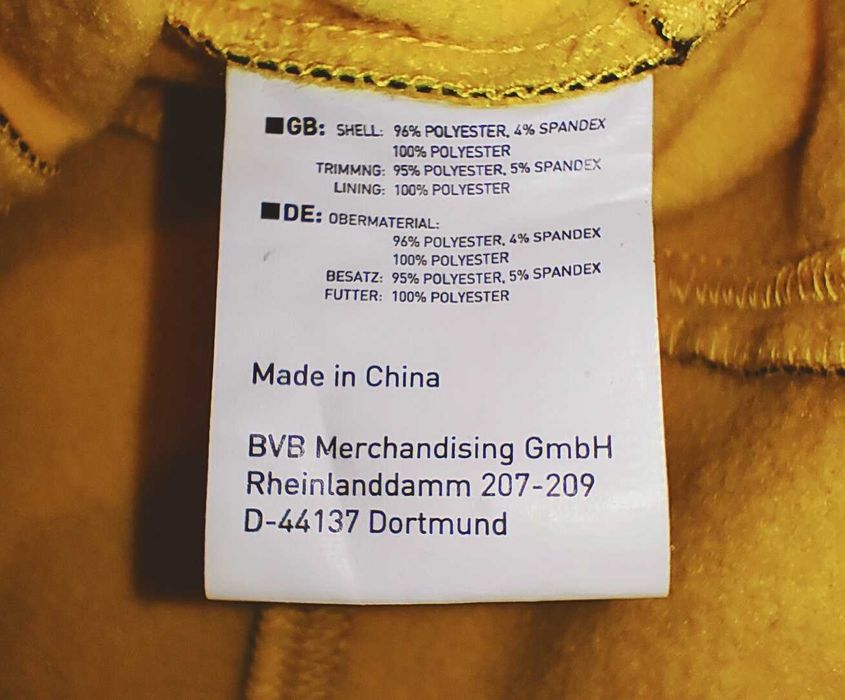 GB: SHELL: 96% POLYESTER, 4% SPANDEX
100% POLYESTER
TRIMMNG: 95% POLYESTER, 5% SPANDEX
LINING: 100% POLYESTER
DE: OBERMATERIAL:
96% POLYESTER, 4% SPANDEX
100% POLYESTER
BESATZ: 95% POLYESTER, 5% SPANDEX
FUTTER: 100% POLYESTER
Made in China
BVB Merchandising GmbH
Rheinlanddamm 207-209
D-44137 Dortmund